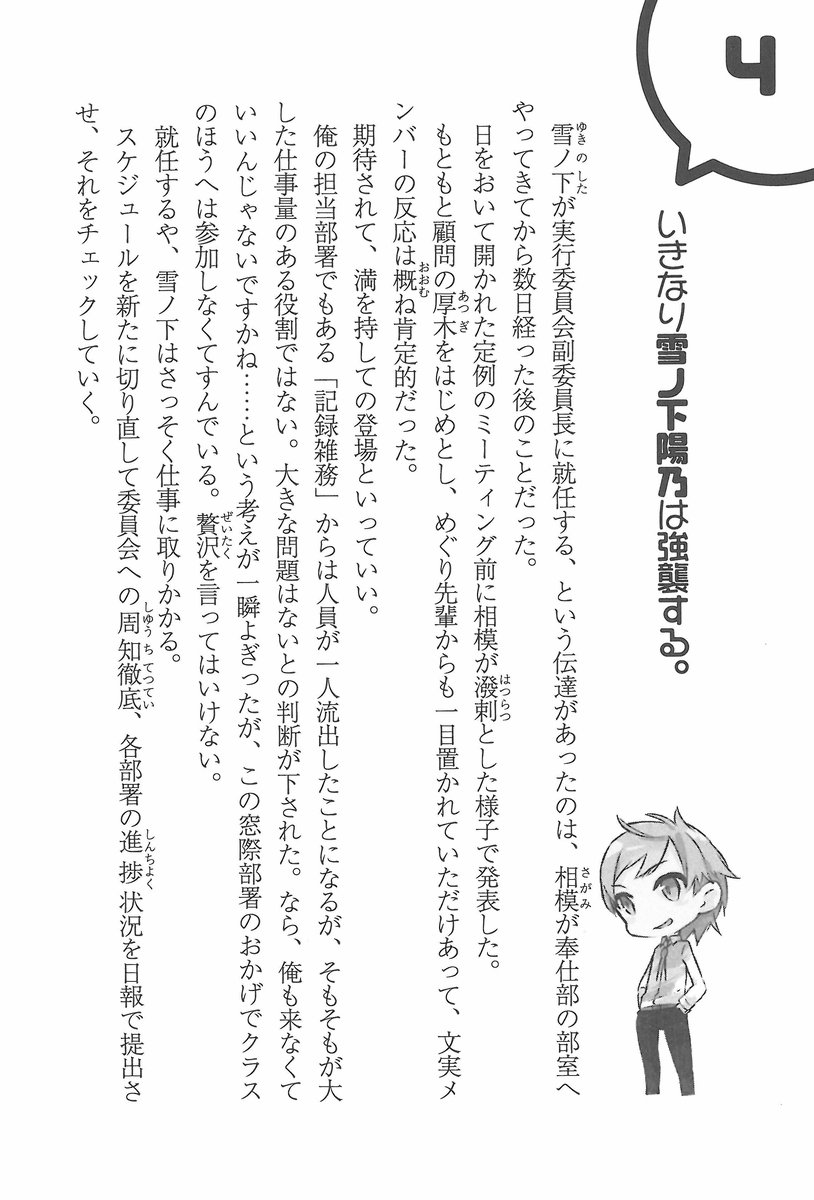 4
いきなり雪ノ下陽乃は強襲する。
雪ノ下が実行委員会副委員長に就任する、という伝達があったのは、相模が奉仕部の部室へ
やってきてから数日経った後のことだった。
日をおいて開かれた定例のミーティング前に相模が潑剌とした様子で発表した。
もともと顧問の厚木をはじめとし、めぐり先輩からも一目置かれていただけあって、文実メ
ンバーの反応は概ね肯定的だった。
期待されて、満を持しての登場といっていい。
俺の担当部署でもある「記録雑務」からは人員が一人流出したことになるが、そもそもが大
した仕事量のある役割ではない。大きな問題はないとの判断が下された。なら、俺も来なくて
いいんじゃないですかね……という考えが一瞬よぎったが、この窓際部署のおかげでクラス
のほうへは参加しなくてすんでいる。贅沢を言ってはいけない。
就任するや、雪ノ下はさっそく仕事に取りかかる。
スケジュールを新たに切り直して委員会への周知徹底、各部署の進捗状況を日報で提出さ
せ、それをチェックしていく。